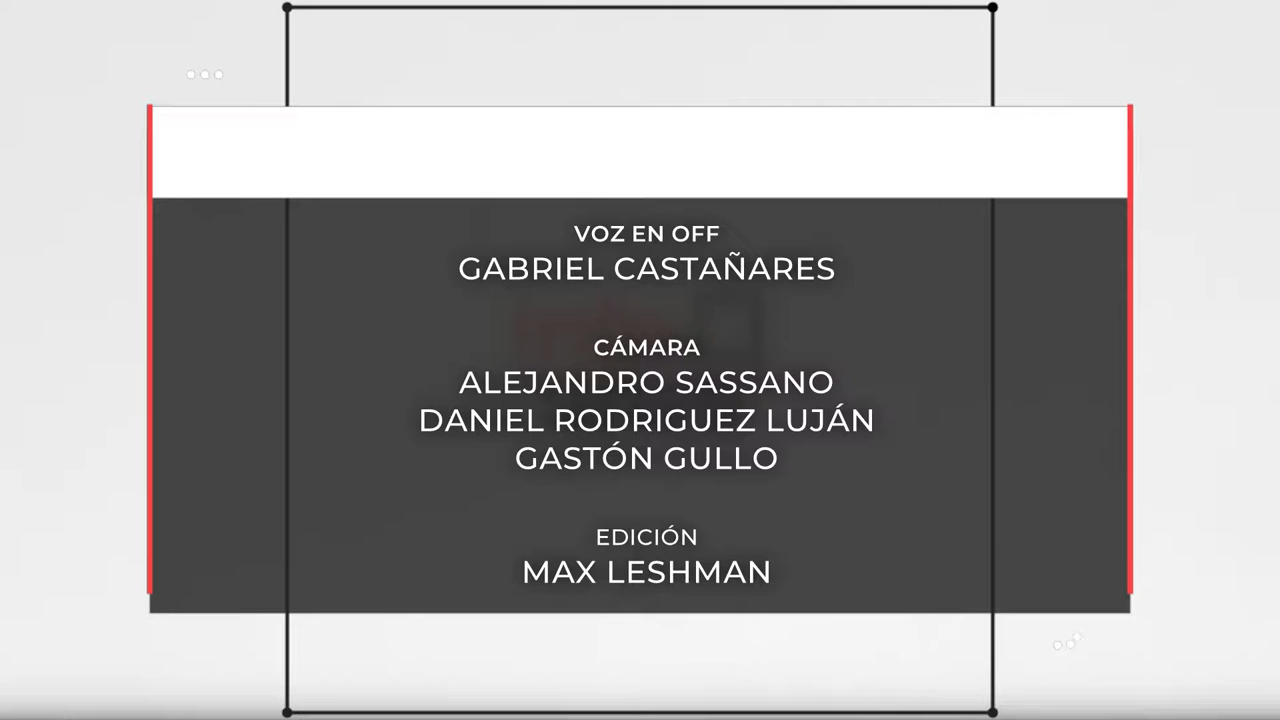 VOZ EN OFF
GABRIEL CASTAÑARES
CÁMARA
ALEJANDRO SASSANO
DANIEL RODRIGUEZ LUJÁN
GASTÓN GULLO
EDICIÓN
MAX LESHMAN